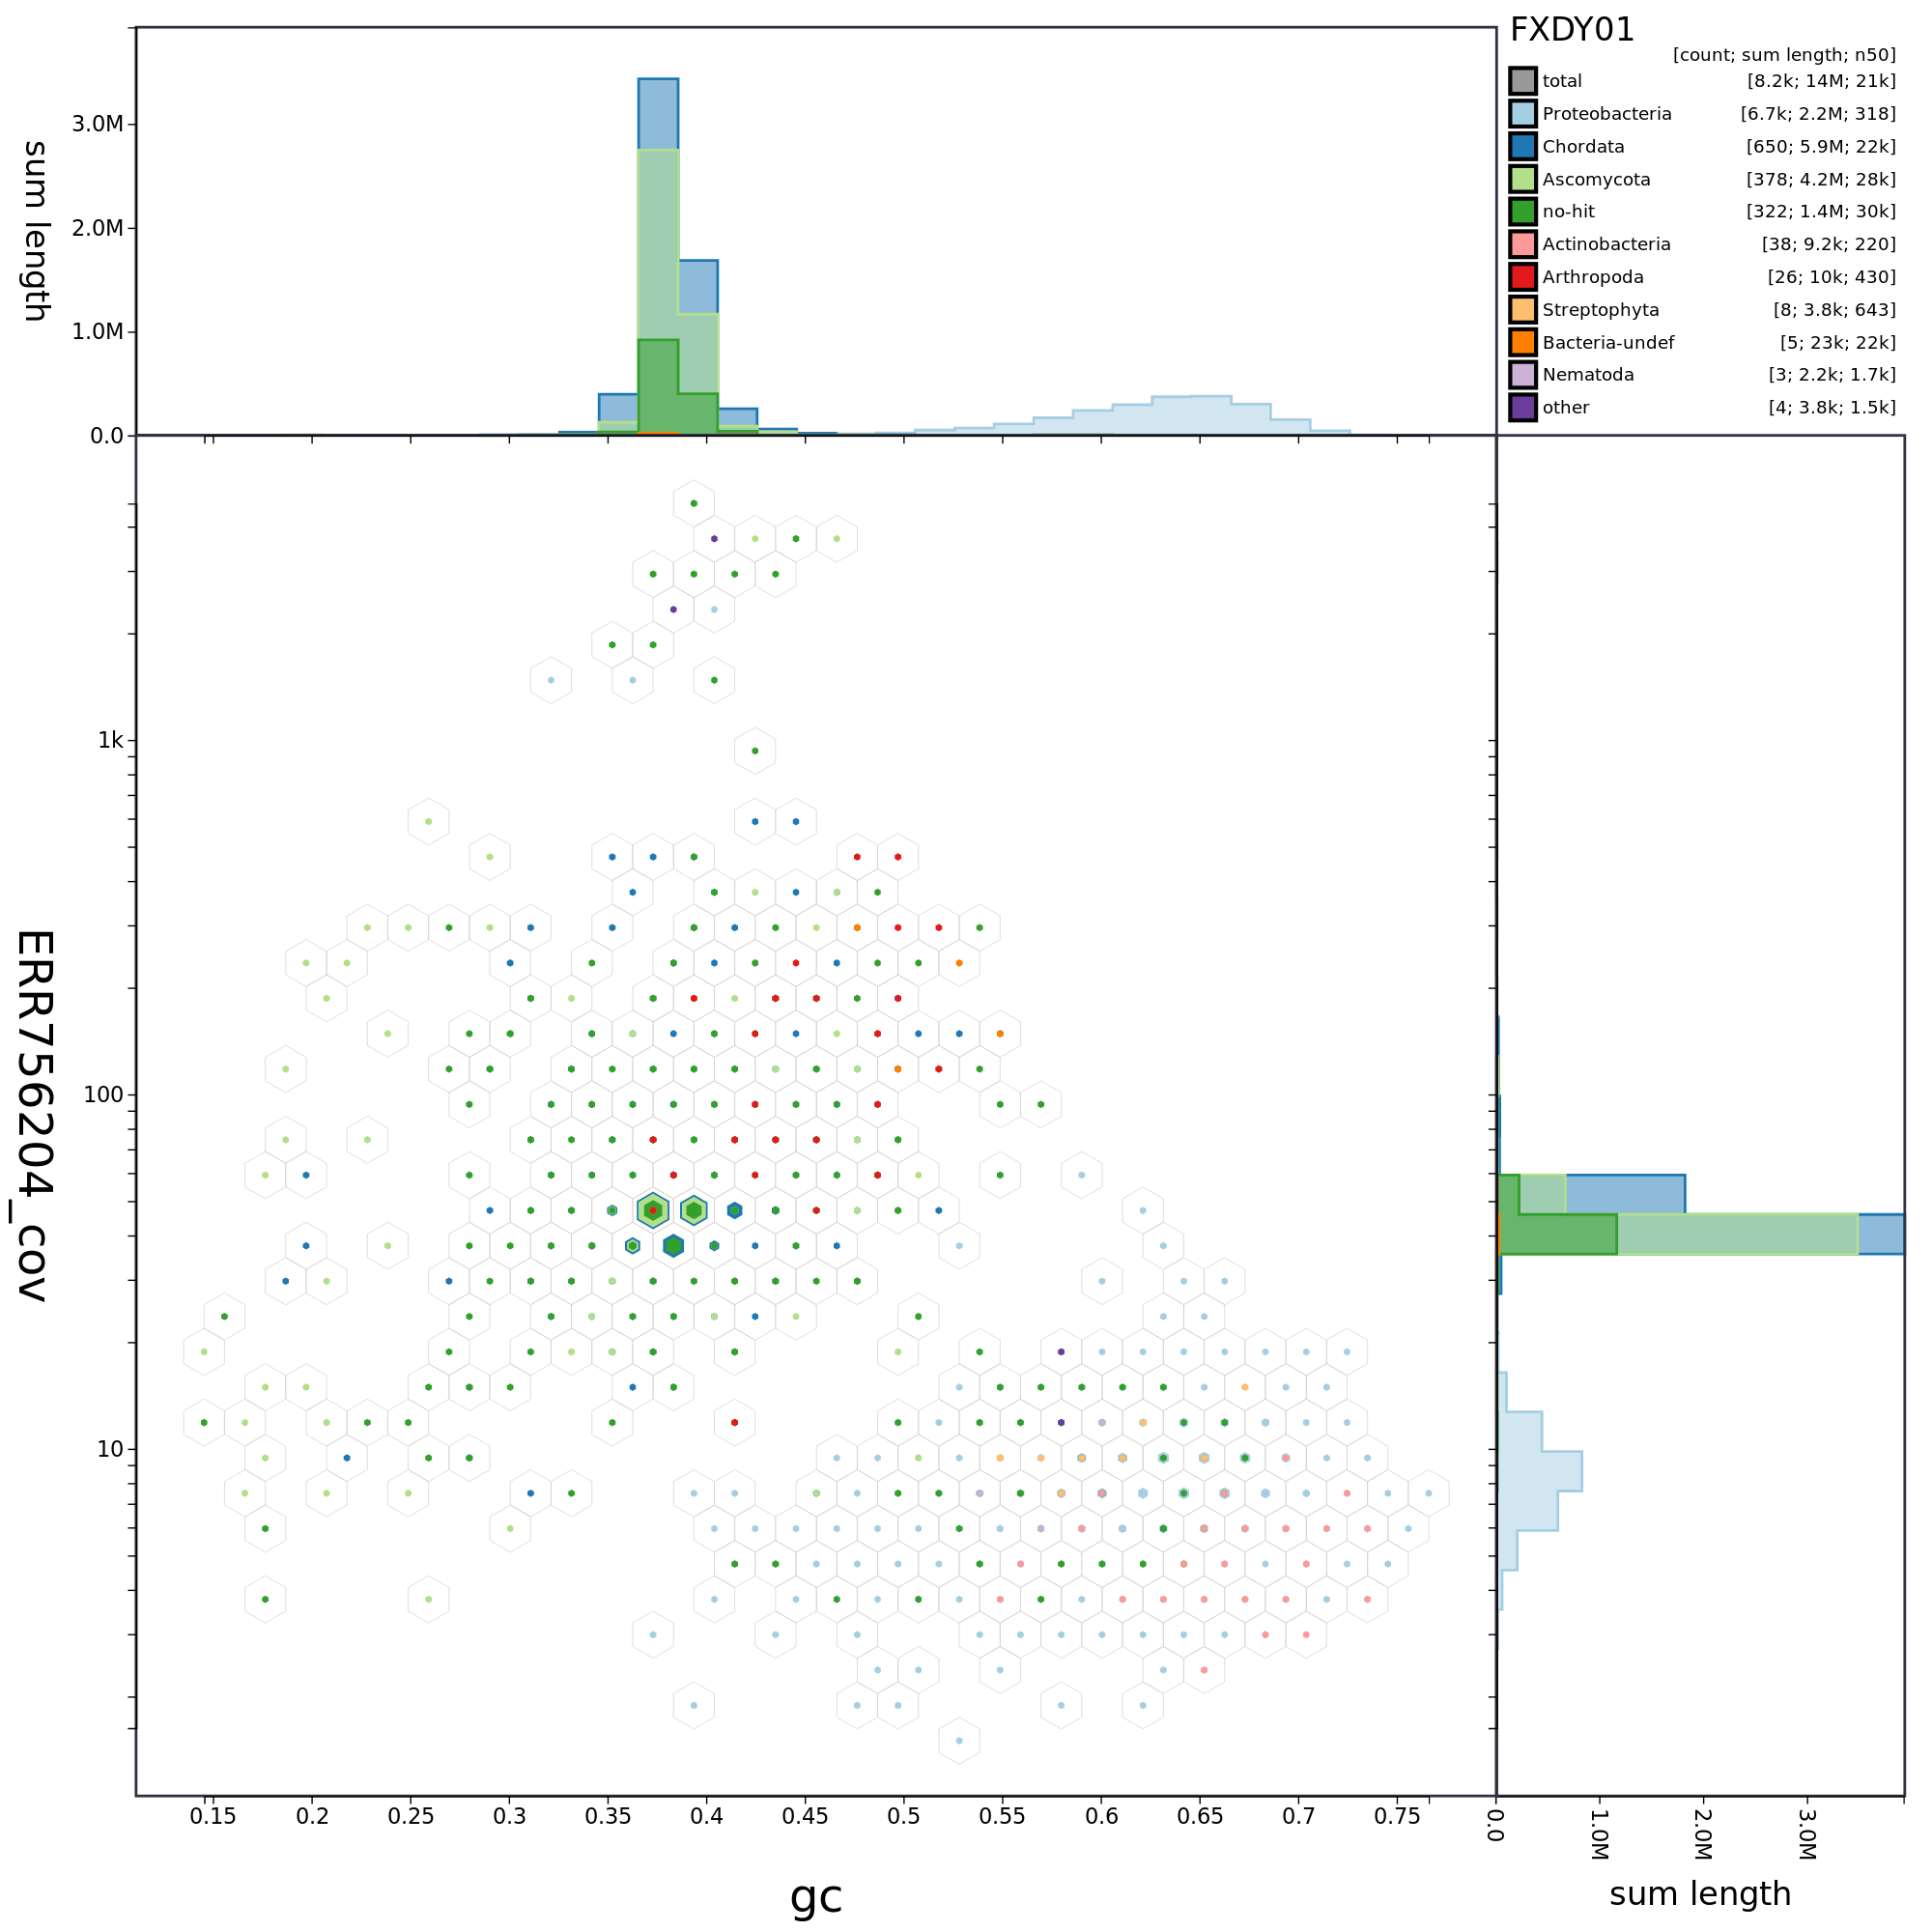 FXDY01
[count; sum length; n50]
total [8.2k; 14M; 21k]
Proteobacteria [6.7k; 2.2M; 318]
Chordata [650; 5.9M; 22k]
Ascomycota [378; 4.2M; 28k]
no-hit [322; 1.4M; 30k]
Actinobacteria [38; 9.2k; 220]
Arthropoda [26; 10k; 430]
Streptophyta [8; 3.8k; 643]
Bacteria-undef [5; 23k; 22k]
Nematoda [3; 2.2k; 1.7k]
other [4; 3.8k; 1.5k]
sum length
3.0M
2.0M
1.0M
0.0
ERR756204_cov
1k
100
10
0.15 0.2 0.25 0.3 0.35 0.4 0.45 0.5 0.55 0.6 0.65 0.7 0.75
gc
0.0 1.0M 2.0M 3.0M
sum length